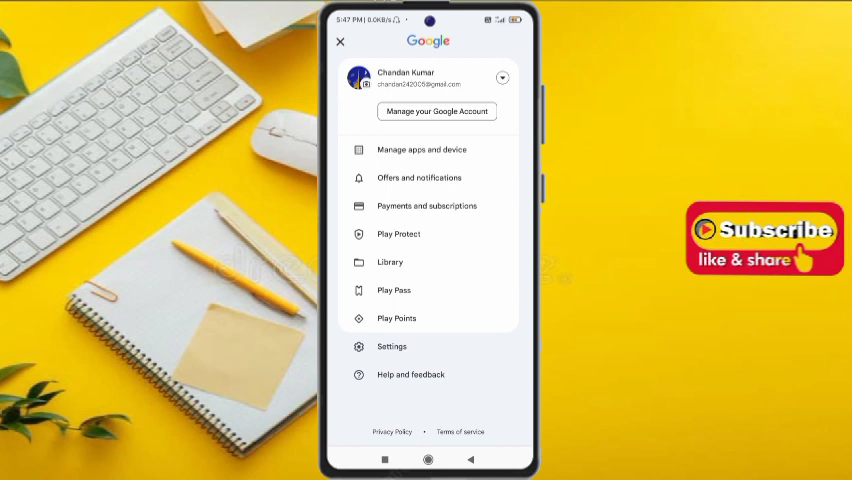 5:47 PM | 0.0KB/s
Google
Chandan Kumar
chandan242005@gmail.com
Manage your Google Account
Manage apps and device
Offers and notifications
Payments and subscriptions
Play Protect
Library
Play Pass
Play Points
Settings
Help and feedback
Privacy Policy • Terms of service
Subscribe
like & share